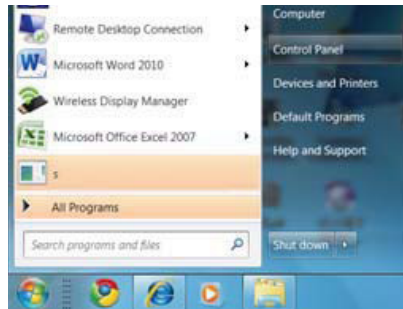 Remote Desktop Connection
Microsoft Word 2010
Wireless Display Manager
Microsoft Office Excel 2007
s
All Programs
Search programs and files
Computer
Control Panel
Devices and Printers
Default Programs
Help and Support
Shut down